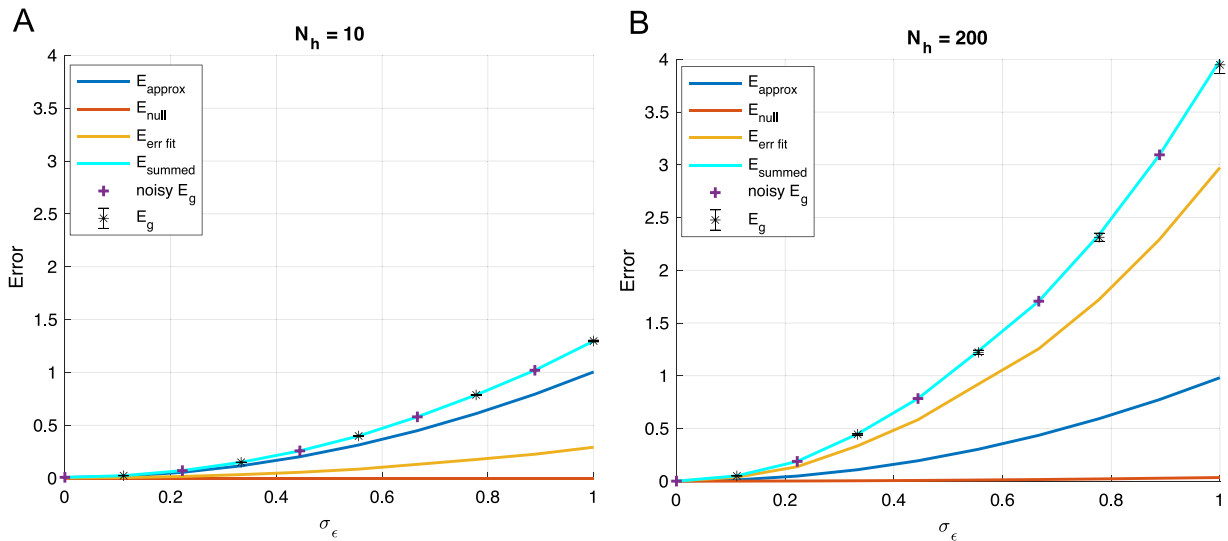 A
N_h = 10
E_approx
E_null
E_err fit
E_summed
noisy E_g
E_g
Error
4
3.5
3
2.5
2
1.5
1
0.5
0
0 0.2 0.4 0.6 0.8 1
σ_ϵ
B
N_h = 200
E_approx
E_null
E_err fit
E_summed
noisy E_g
E_g
Error
4
3.5
3
2.5
2
1.5
1
0.5
0
0 0.2 0.4 0.6 0.8 1
σ_ϵ